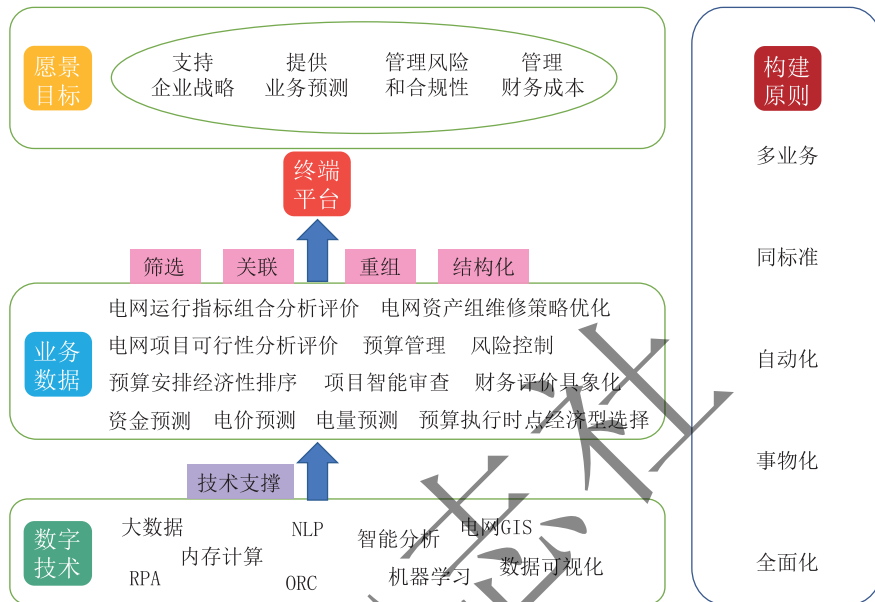 愿景
目标
支持
企业战略
提供
业务预测
管理风险
和合规性
管理
财务成本
终端
平台
筛选 关联 重组 结构化
业务
数据
电网运行指标组合分析评价 电网资产组维修策略优化
电网项目可行性分析评价 预算管理 风险控制
预算安排经济性排序 项目智能审查 财务评价具象化
资金预测 电价预测 电量预测 预算执行时点经济型选择
技术支撑
数字
技术
大数据 NLP 智能分析 电网GIS
内存计算
RPA ORC 机器学习 数据可视化
构建
原则
多业务
同标准
自动化
事物化
全面化
志社